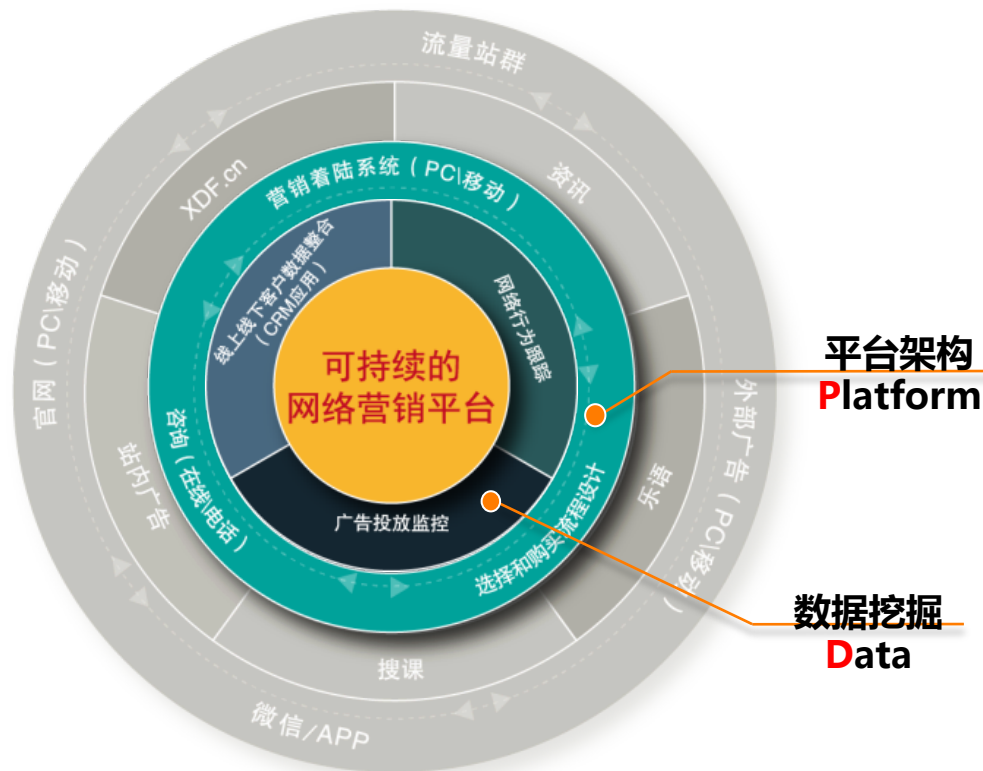 流量站群
XDF.cn
资讯
营销着陆系统（PC\移动）
线上线下客户数据整合
（CRM应用）
网络行为跟踪
官网（PC\移动）
可持续的
网络营销平台
平台架构
Platform
外部广告（PC\移动）
站内广告
咨询（在线\电话）
乐语
广告投放监控
选择和购买流程设计
数据挖掘
Data
搜课
微信/APP